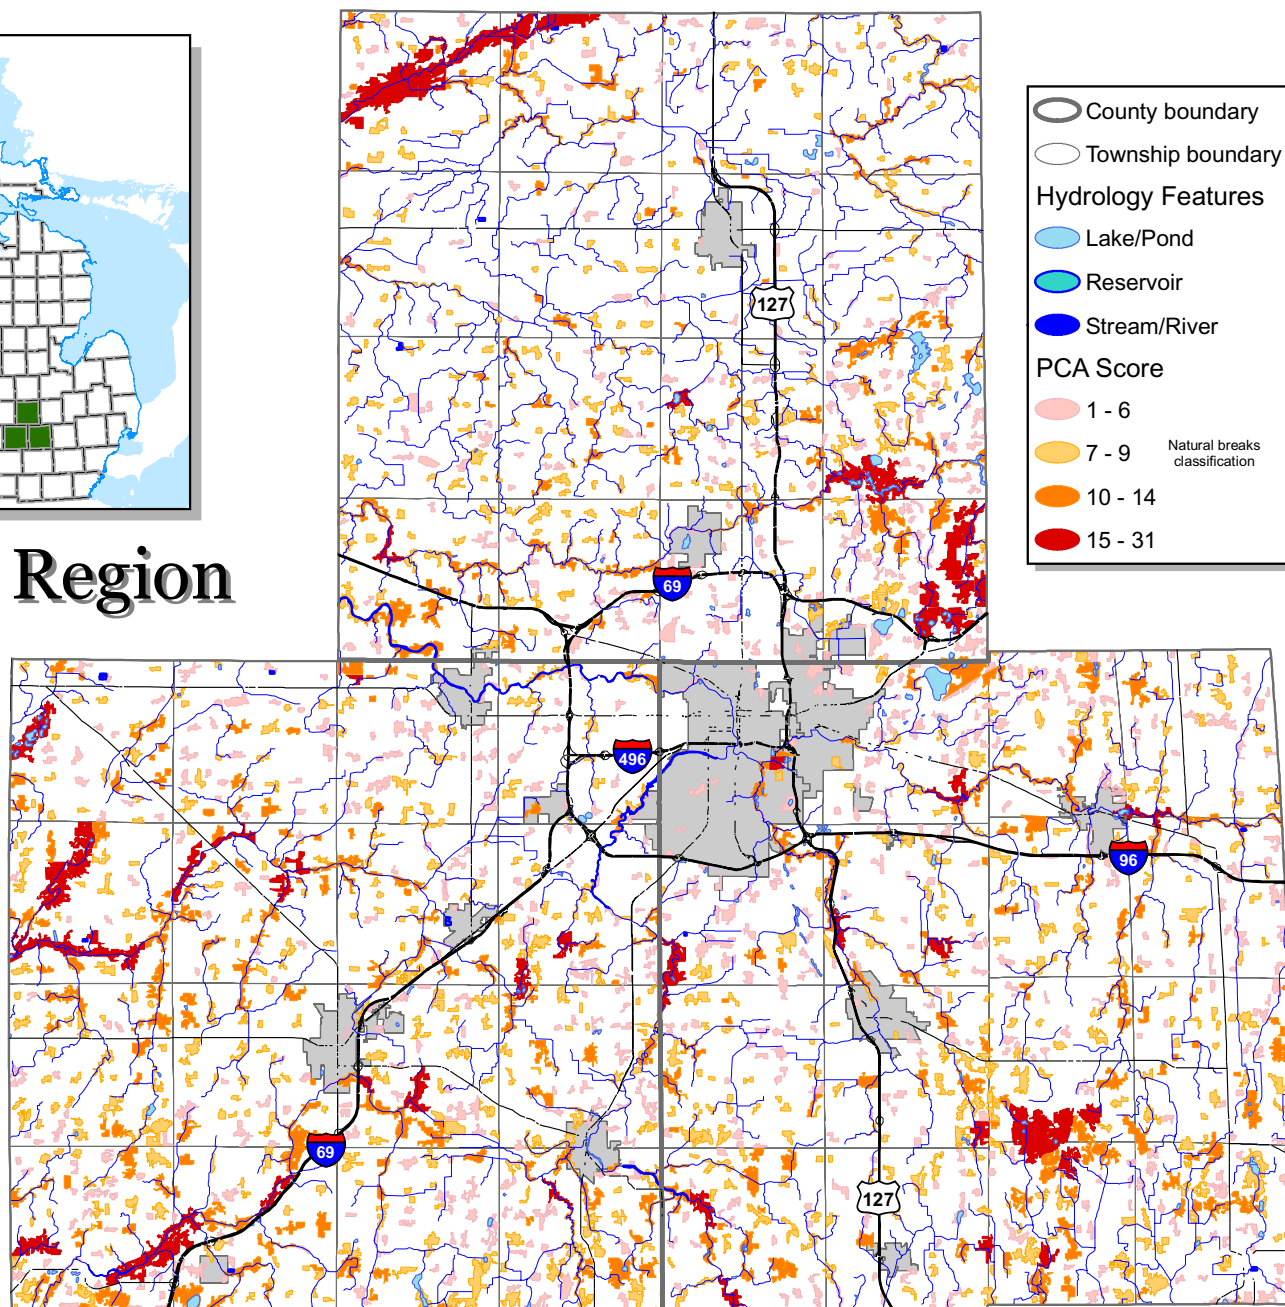 Region
County boundary
Township boundary
Hydrology Features
Lake/Pond
Reservoir
Stream/River
PCA Score
1 - 6
7 - 9
Natural breaks
classification
10 - 14
15 - 31
127
69
496
96
69
127